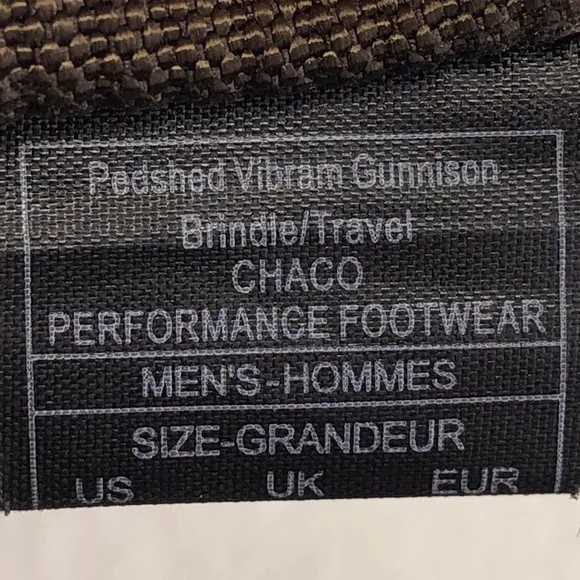 Pedshed Vibram Gunnison
Brindle/Travel
CHACO
PERFORMANCE FOOTWEAR
MEN'S-HOMMES
SIZE-GRANDEUR
US UK EUR